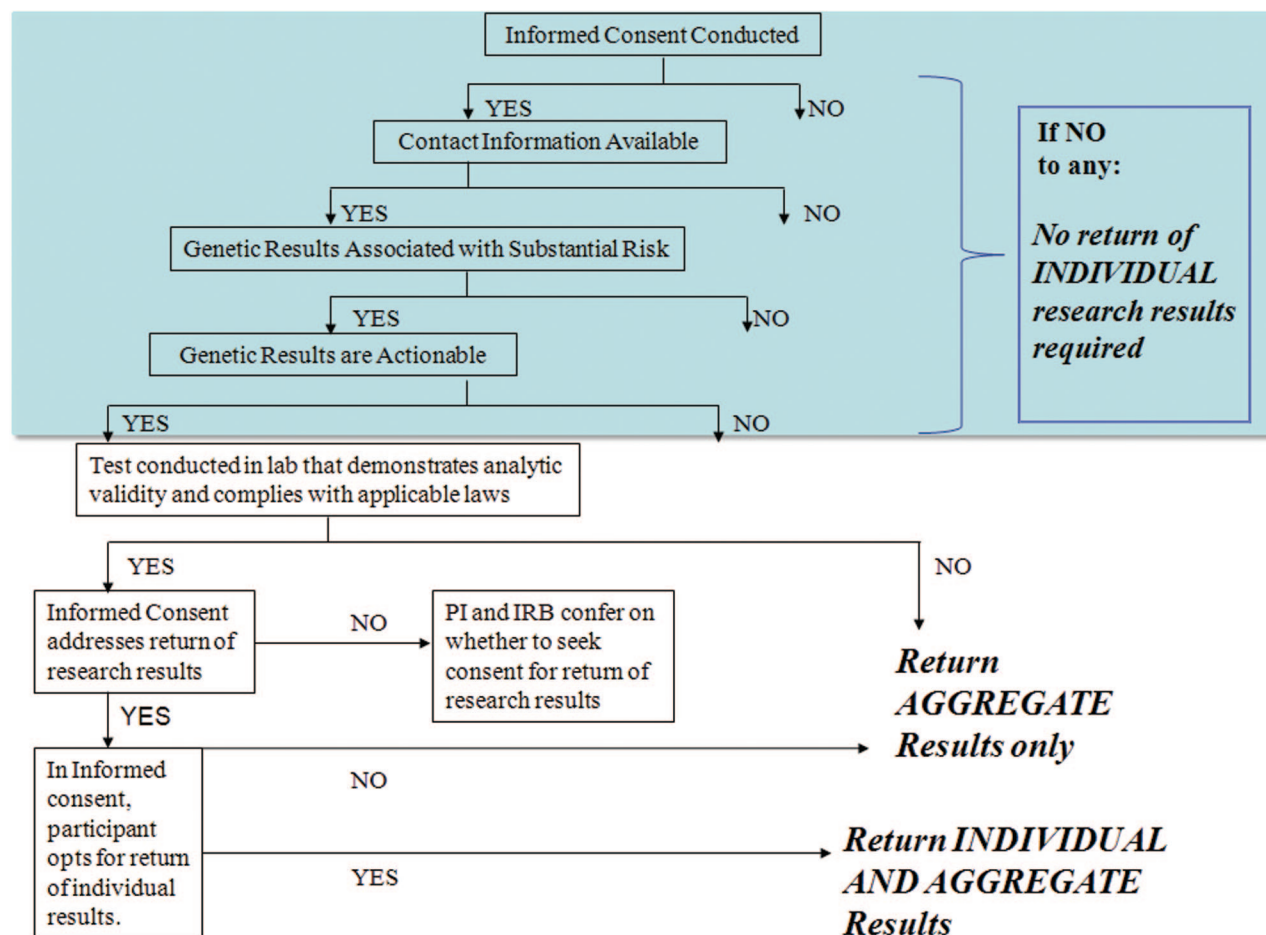 Informed Consent Conducted
YES
NO
Contact Information Available
YES
NO
Genetic Results Associated with Substantial Risk
YES
NO
Genetic Results are Actionable
YES
NO
If NO
to any:
No return of
INDIVIDUAL
research results
required
Test conducted in lab that demonstrates analytic
validity and complies with applicable laws
YES
NO
Informed Consent
addresses return of
research results
NO
PI and IRB confer on
whether to seek
consent for return of
research results
YES
Return
AGGREGATE
Results only
In Informed
consent,
participant
opts for return
of individual
results.
NO
YES
Return INDIVIDUAL
AND AGGREGATE
Results